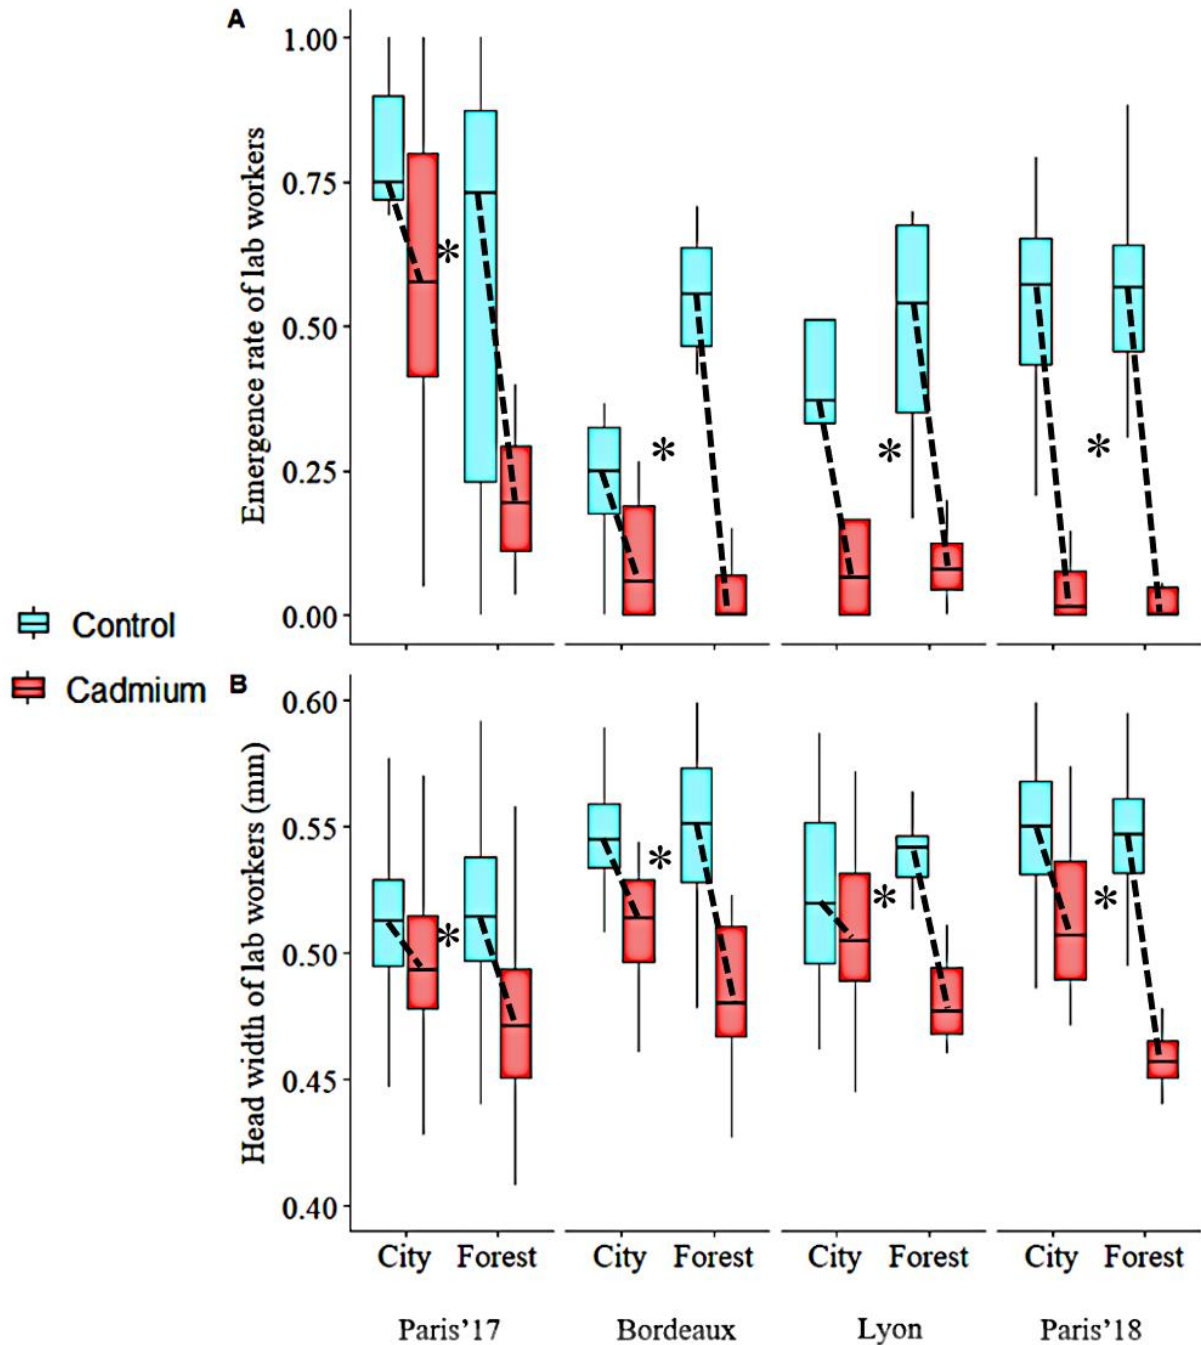 A
1.00
0.75
0.50
0.25
0.00
Emergence rate of lab workers
* * * *
Control
Cadmium
B
0.60
0.55
0.50
0.45
0.40
Head width of lab workers (mm)
* * * *
City Forest City Forest City Forest City Forest
Paris’17 Bordeaux Lyon Paris’18